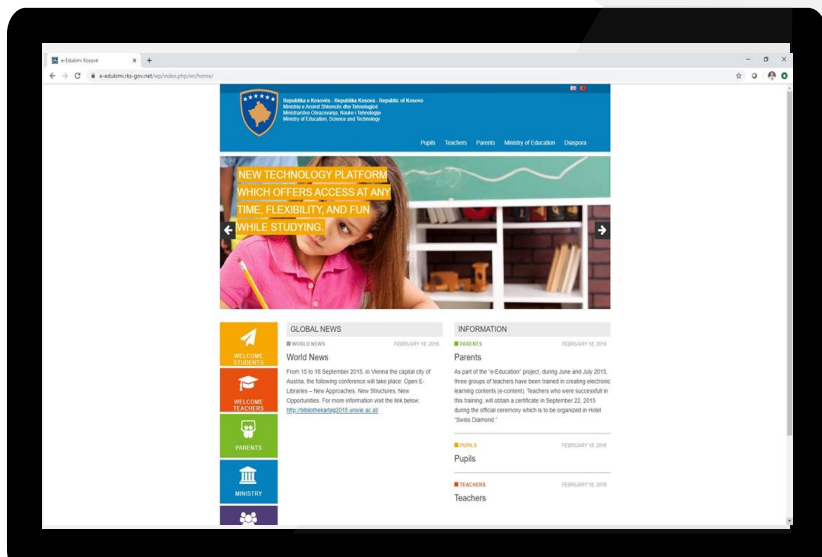 e-Edukimi Kosovë
e-edukimi.rks-gov.net/wp/index.php/en/home/
Republika e Kosovës - Republika Kosova - Republic of Kosovo
Ministria e Arsimit Shkencës dhe Teknologjisë
Ministrarstvo Obrazovanja, Nauke i Tehnologije
Ministry of Education, Science and Technology
Pupils Teachers Parents Ministry of Education Diaspora
NEW TECHNOLOGY PLATFORM
WHICH OFFERS ACCESS AT ANY
TIME, FLEXIBILITY, AND FUN
WHILE STUDYING.
WELCOME
STUDENTS
WELCOME
TEACHERS
PARENTS
MINISTRY
GLOBAL NEWS
WORLD NEWS FEBRUARY 18, 2016
World News
From 15 to 18 September 2015, in Vienna the capital city of
Austria, the following conference will take place: Open E-
Libraries – New Approaches, New Structures, New
Opportunities. For more information visit the link below:
http://bibliothekartag2015.univie.ac.at/
INFORMATION
PARENTS FEBRUARY 18, 2016
Parents
As part of the "e-Education" project, during June and July 2015,
three groups of teachers have been trained in creating electronic
learning contents (e-content). Teachers who were successfull in
this training, will obtain a certificate in September 22, 2015
during the official ceremony which is to be organized in Hotel
"Swiss Diamond."
PUPILS FEBRUARY 18, 2016
Pupils
TEACHERS FEBRUARY 18, 2016
Teachers